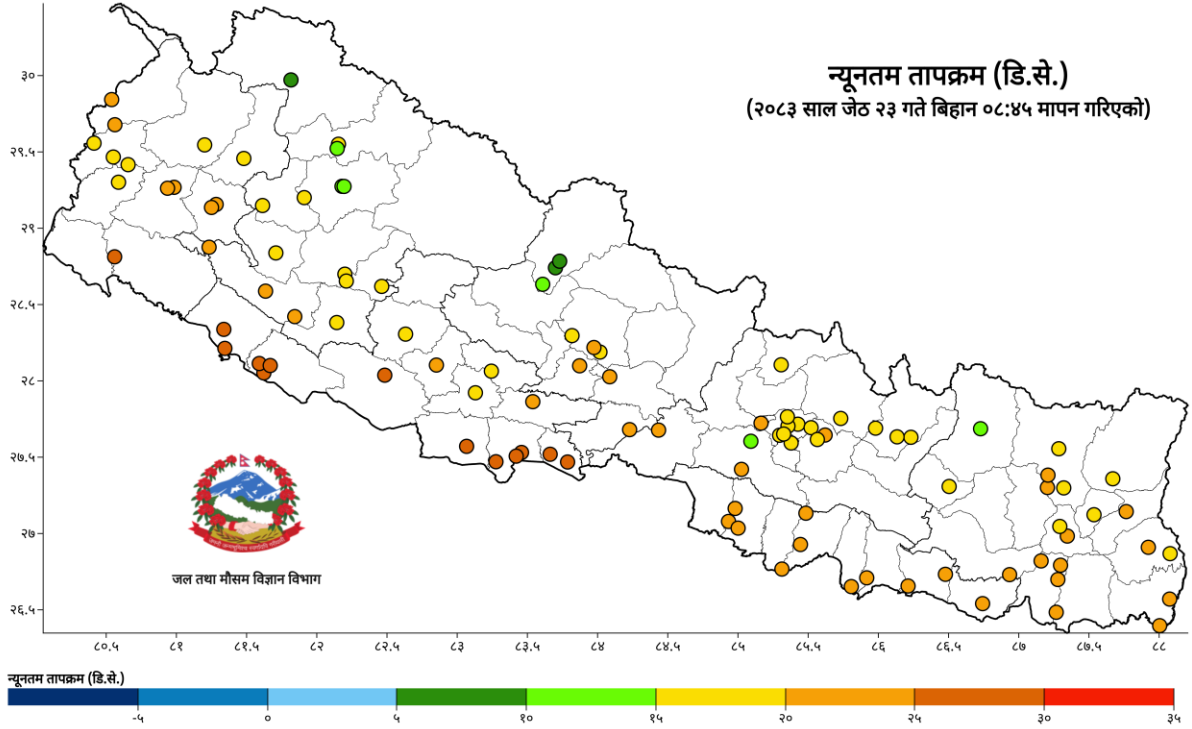 न्यूनतम तापक्रम (डि.से.)
(२०८३ साल जेठ २३ गते बिहान ०८:४५ मापन गरिएको)
३०
२९.५
२९
२८.५
२८
२७.५
२७
२६.५
जल तथा मौसम विज्ञान विभाग
८०.५ ८१ ८१.५ ८२ ८२.५ ८३ ८३.५ ८४ ८४.५ ८५ ८५.५ ८६ ८६.५ ८७ ८७.५ ८८
न्यूनतम तापक्रम (डि.से.)
-५ ० ५ १० १५ २० २५ ३० ३५